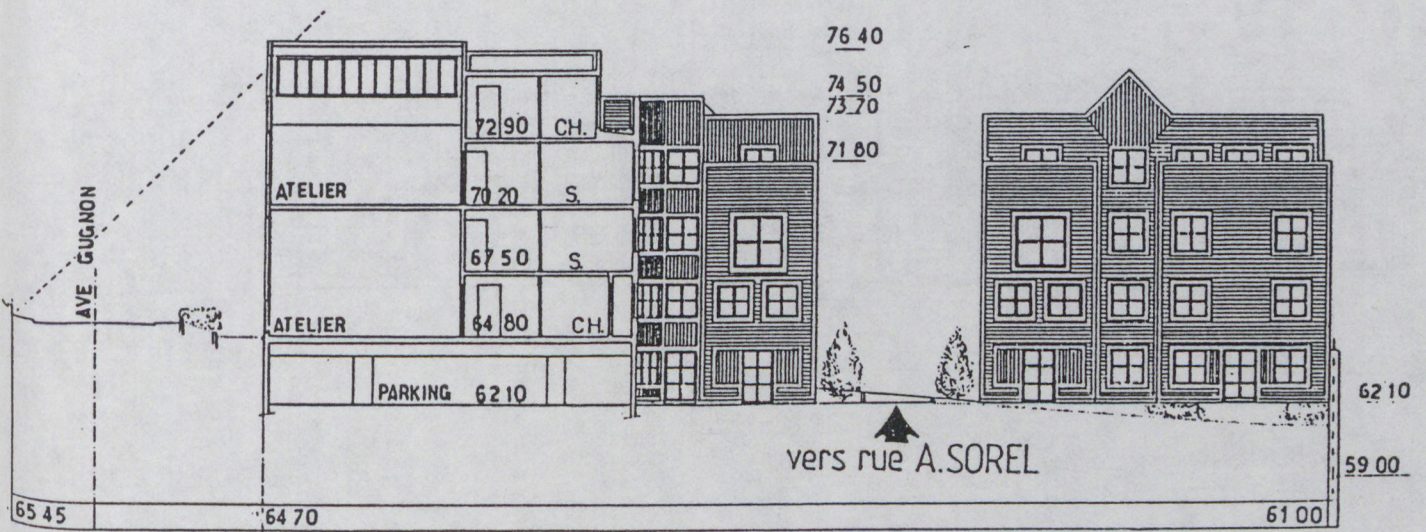 76 40
74 50
73 70
71 80
72 90 CH.
ATELIER 70 20 S.
67 50 S.
AVE GUGNON
ATELIER 64 80 CH.
PARKING 62 10
62 10
vers rue A.SOREL
59 00
65 45 64 70 61 00